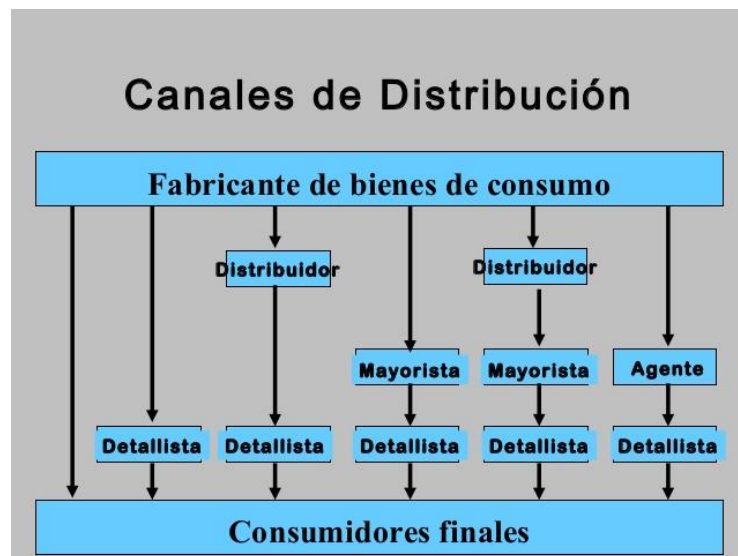 Canales de Distribución
Fabricante de bienes de consumo
Distribuidor
Distribuidor
Mayorista
Mayorista
Agente
Detallista
Detallista
Detallista
Detallista
Detallista
Consumidores finales